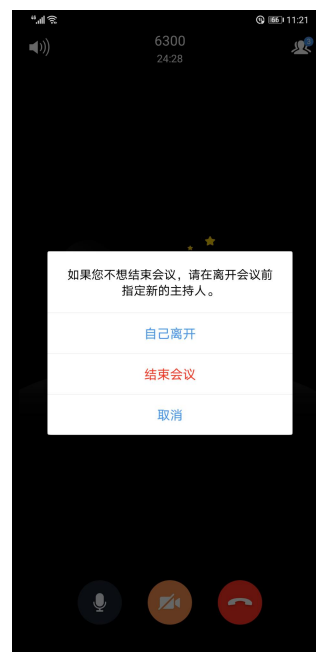 66 11:21
6300
24:28
如果您不想结束会议，请在离开会议前
指定新的主持人。
自己离开
结束会议
取消